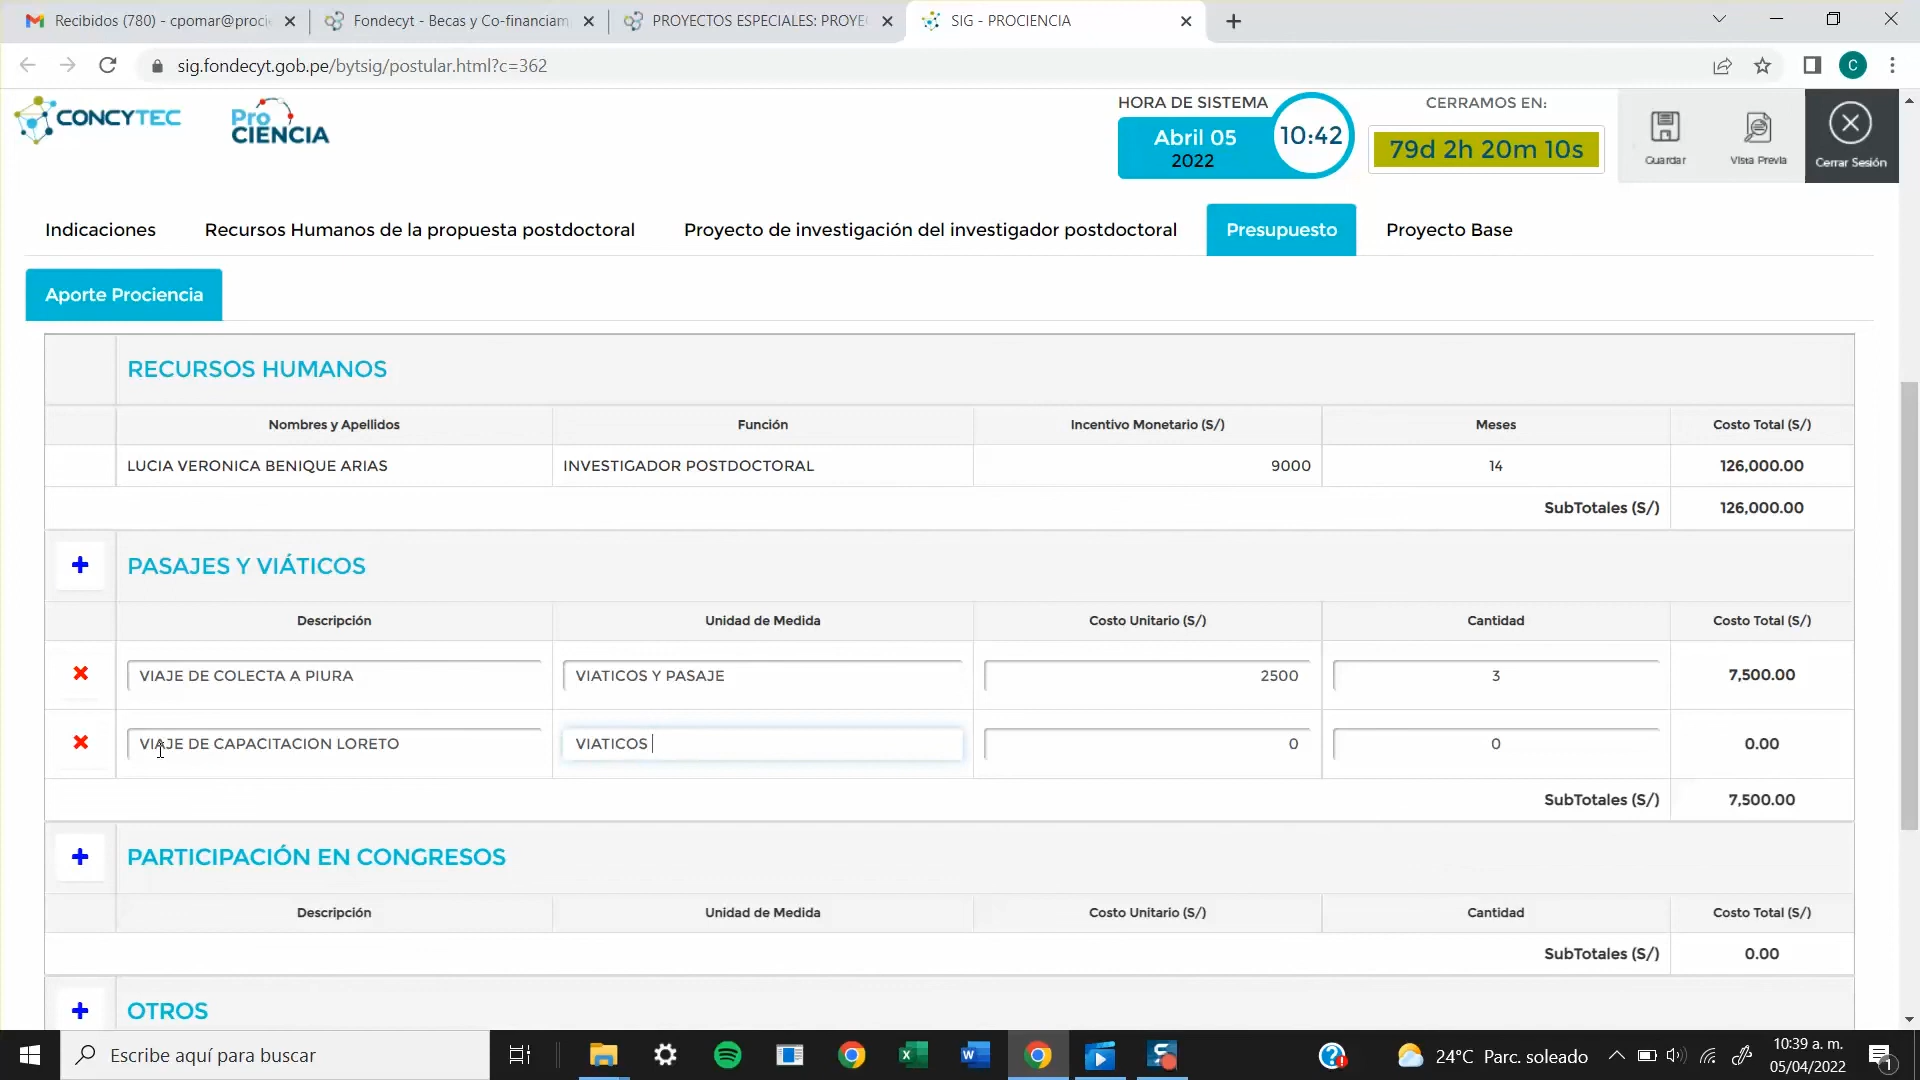 Recibidos (780) - cpomar@proci
Fondecyt - Becas y Co-financiam
PROYECTOS ESPECIALES: PROYE
SIG - PROCIENCIA
sig.fondecyt.gob.pe/bytsig/postular.html?c=362
C
CONCYTEC
Pro
CIENCIA
HORA DE SISTEMA
Abril 05
2022
10:42
CERRAMOS EN:
79d 2h 20m 10s
Guardar
Vista Previa
Cerrar Sesión
Indicaciones
Recursos Humanos de la propuesta postdoctoral
Proyecto de investigación del investigador postdoctoral
Presupuesto
Proyecto Base
Aporte Prociencia
RECURSOS HUMANOS
Nombres y Apellidos Función Incentivo Monetario (S/) Meses Costo Total (S/)
LUCIA VERONICA BENIQUE ARIAS INVESTIGADOR POSTDOCTORAL 9000 14 126,000.00
SubTotales (S/) 126,000.00
+ PASAJES Y VIÁTICOS
Descripción Unidad de Medida Costo Unitario (S/) Cantidad Costo Total (S/)
VIAJE DE COLECTA A PIURA VIATICOS Y PASAJE 2500 3 7,500.00
VIAJE DE CAPACITACION LORETO VIATICOS 0 0 0.00
SubTotales (S/) 7,500.00
+ PARTICIPACIÓN EN CONGRESOS
Descripción Unidad de Medida Costo Unitario (S/) Cantidad Costo Total (S/)
SubTotales (S/) 0.00
+ OTROS
Escribe aquí para buscar
24°C Parc. soleado
10:39 a. m.
05/04/2022
1